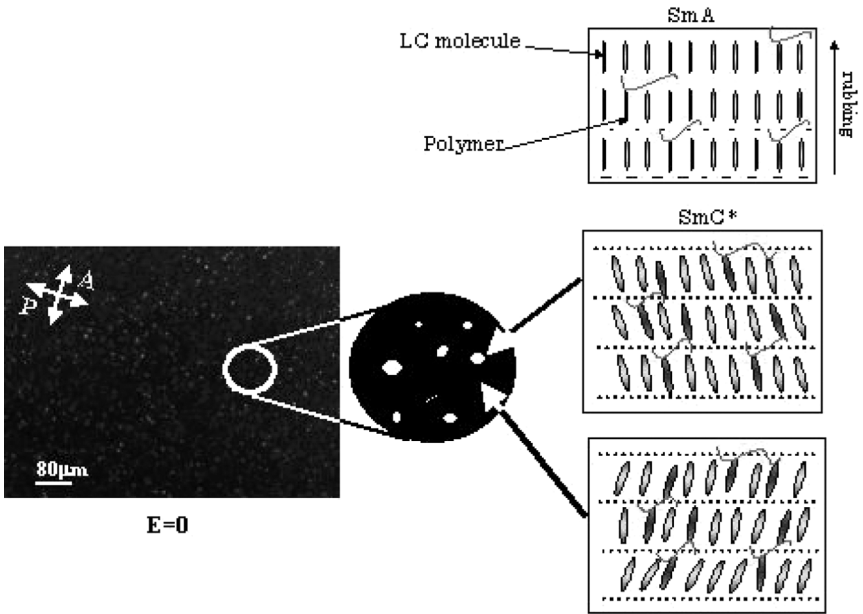 SmA
LC molecule
Polymer
rubbing
SmC*
A
P
80µm
E=0